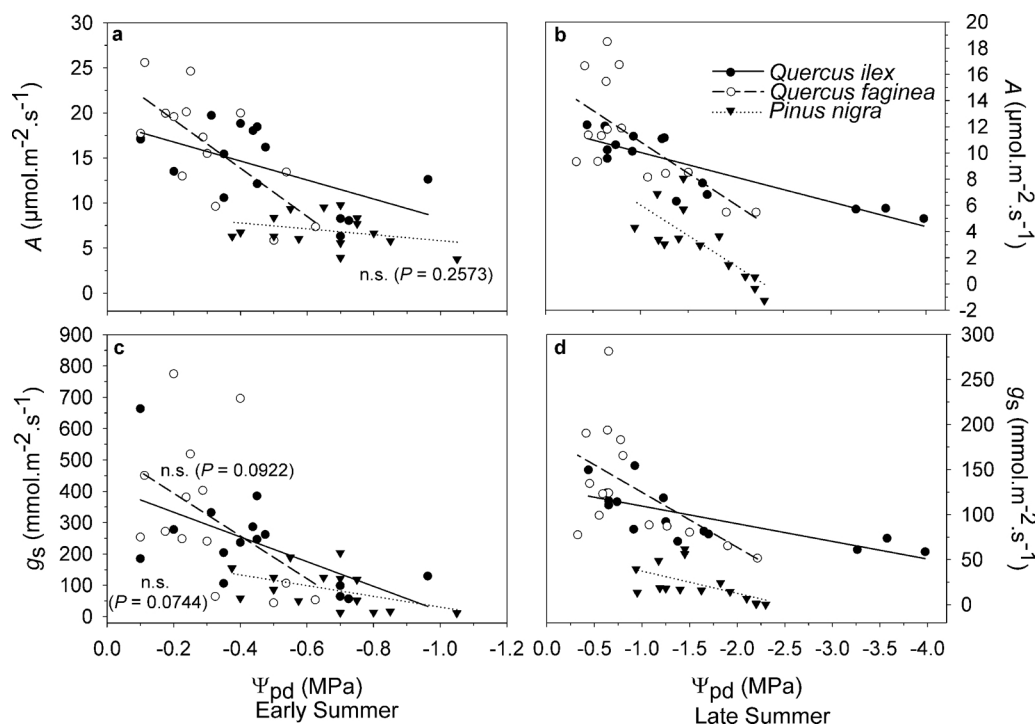 a
30
25
20
15
10
5
0
A (µmol.m-2.s-1)
n.s. (P = 0.2573)
b
Quercus ilex
Quercus faginea
Pinus nigra
20
18
16
14
12
10
8
6
4
2
0
-2
A (µmol.m-2.s-1)
c
900
800
700
600
500
400
300
200
100
0
gs (mmol.m-2.s-1)
n.s. (P = 0.0922)
n.s.
(P = 0.0744)
0.0 -0.2 -0.4 -0.6 -0.8 -1.0 -1.2
Ψpd (MPa)
Early Summer
d
300
250
200
150
100
50
0
gs (mmol.m-2.s-1)
0.0 -0.5 -1.0 -1.5 -2.0 -26.0 -3.5 -4.0
Ψpd (MPa)
Late Summer